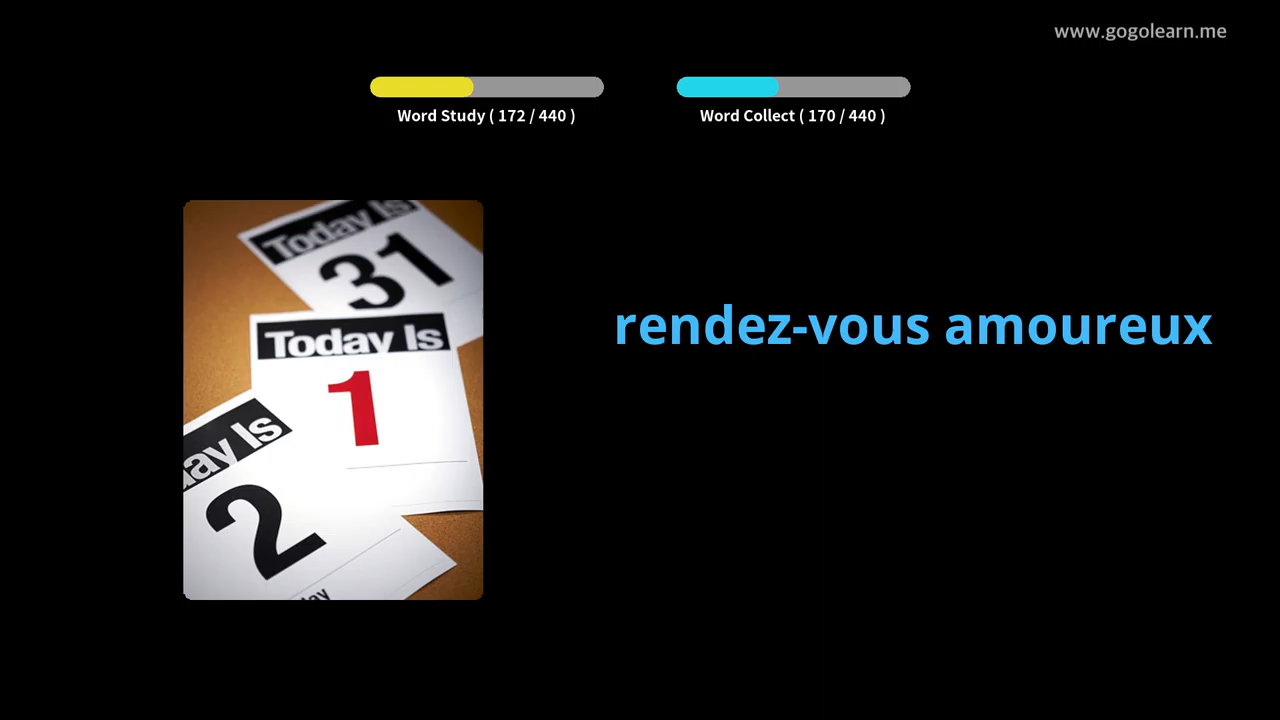 www.gogolearn.me
Word Study ( 172 / 440 )
Word Collect ( 170 / 440 )
Today Is
31
Today Is
1
rendez-vous amoureux
ay Is
2